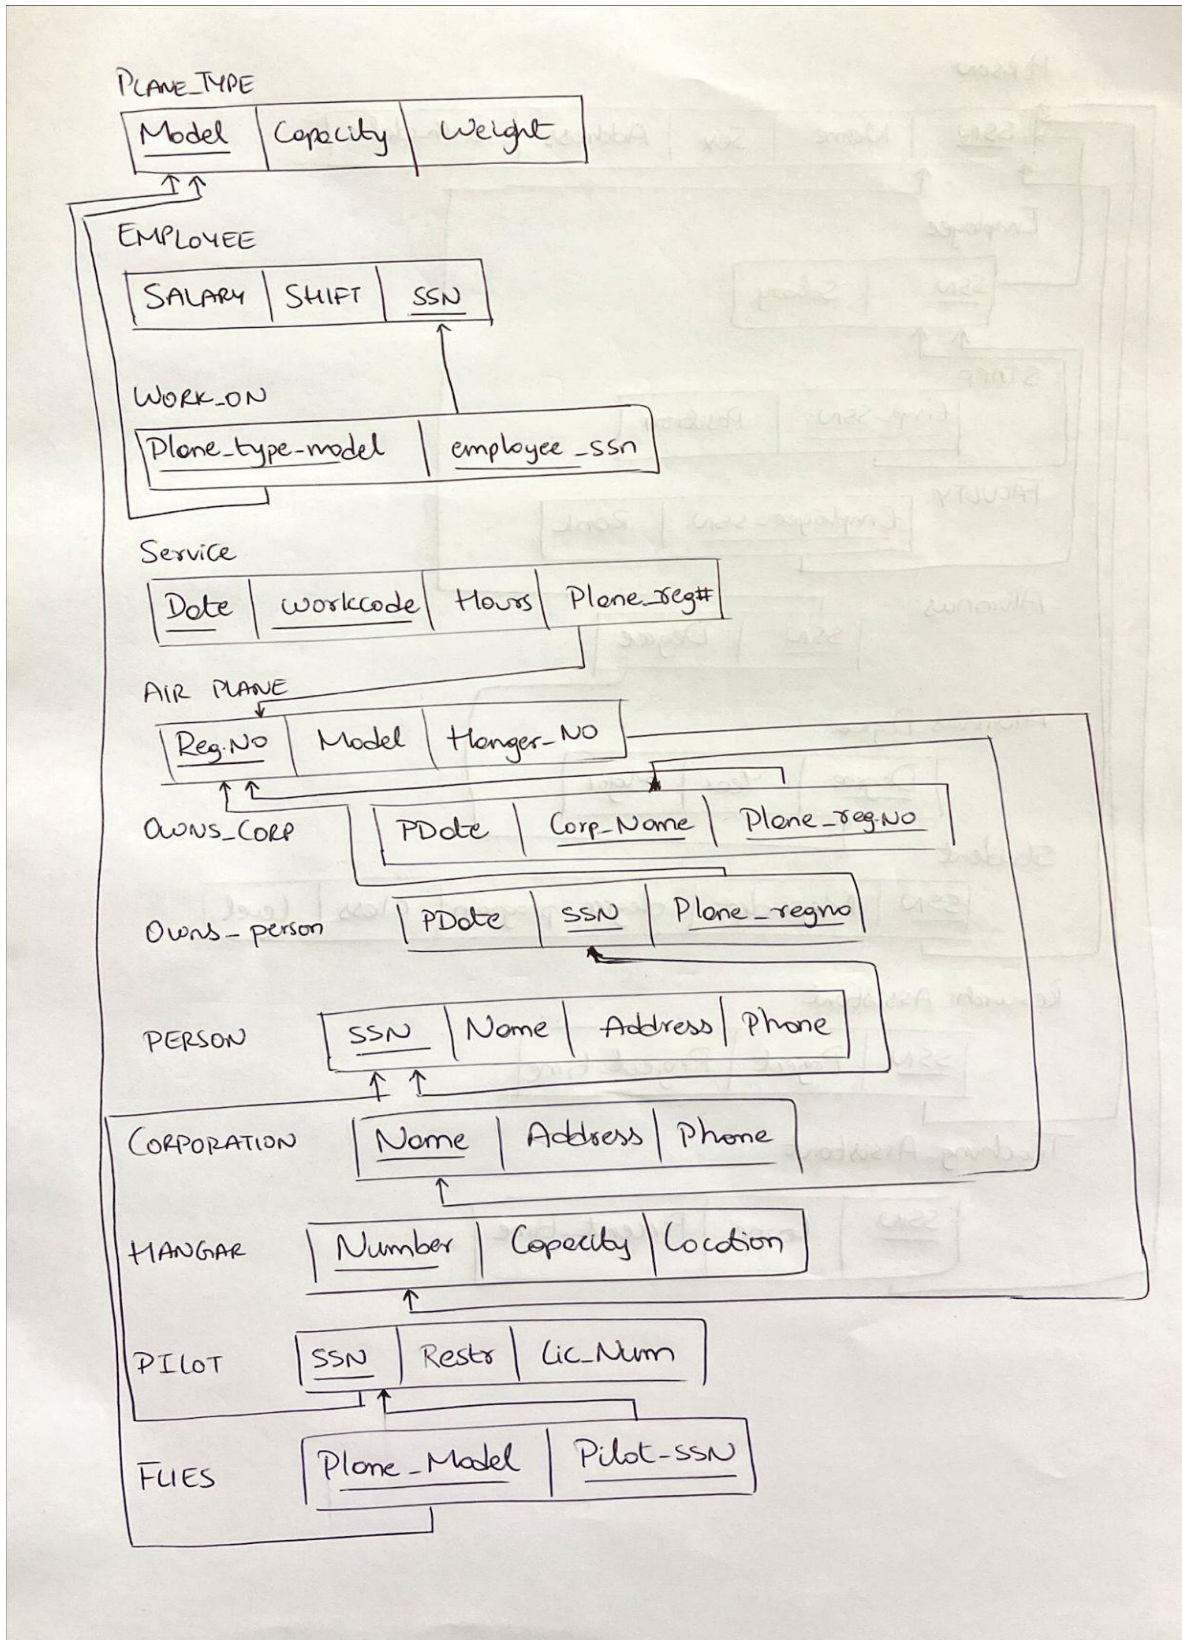 PLANE_TYPE
Model Capacity Weight
EMPLOYEE
SALARY SHIFT SSN
WORK_ON
Plane_type-model employee_ssn
Service
Date workcode Hours Plane_reg#
AIR PLANE
Reg.No Model Hanger_NO
OWNS_CORP PDate Corp_Name Plane_reg.No
Owns_person PDate SSN Plane_regno
PERSON SSN Name Address Phone
CORPORATION Name Address Phone
HANGAR Number Capacity Location
PILOT SSN Restr Lic_Num
FLIES Plane_Model Pilot-SSN